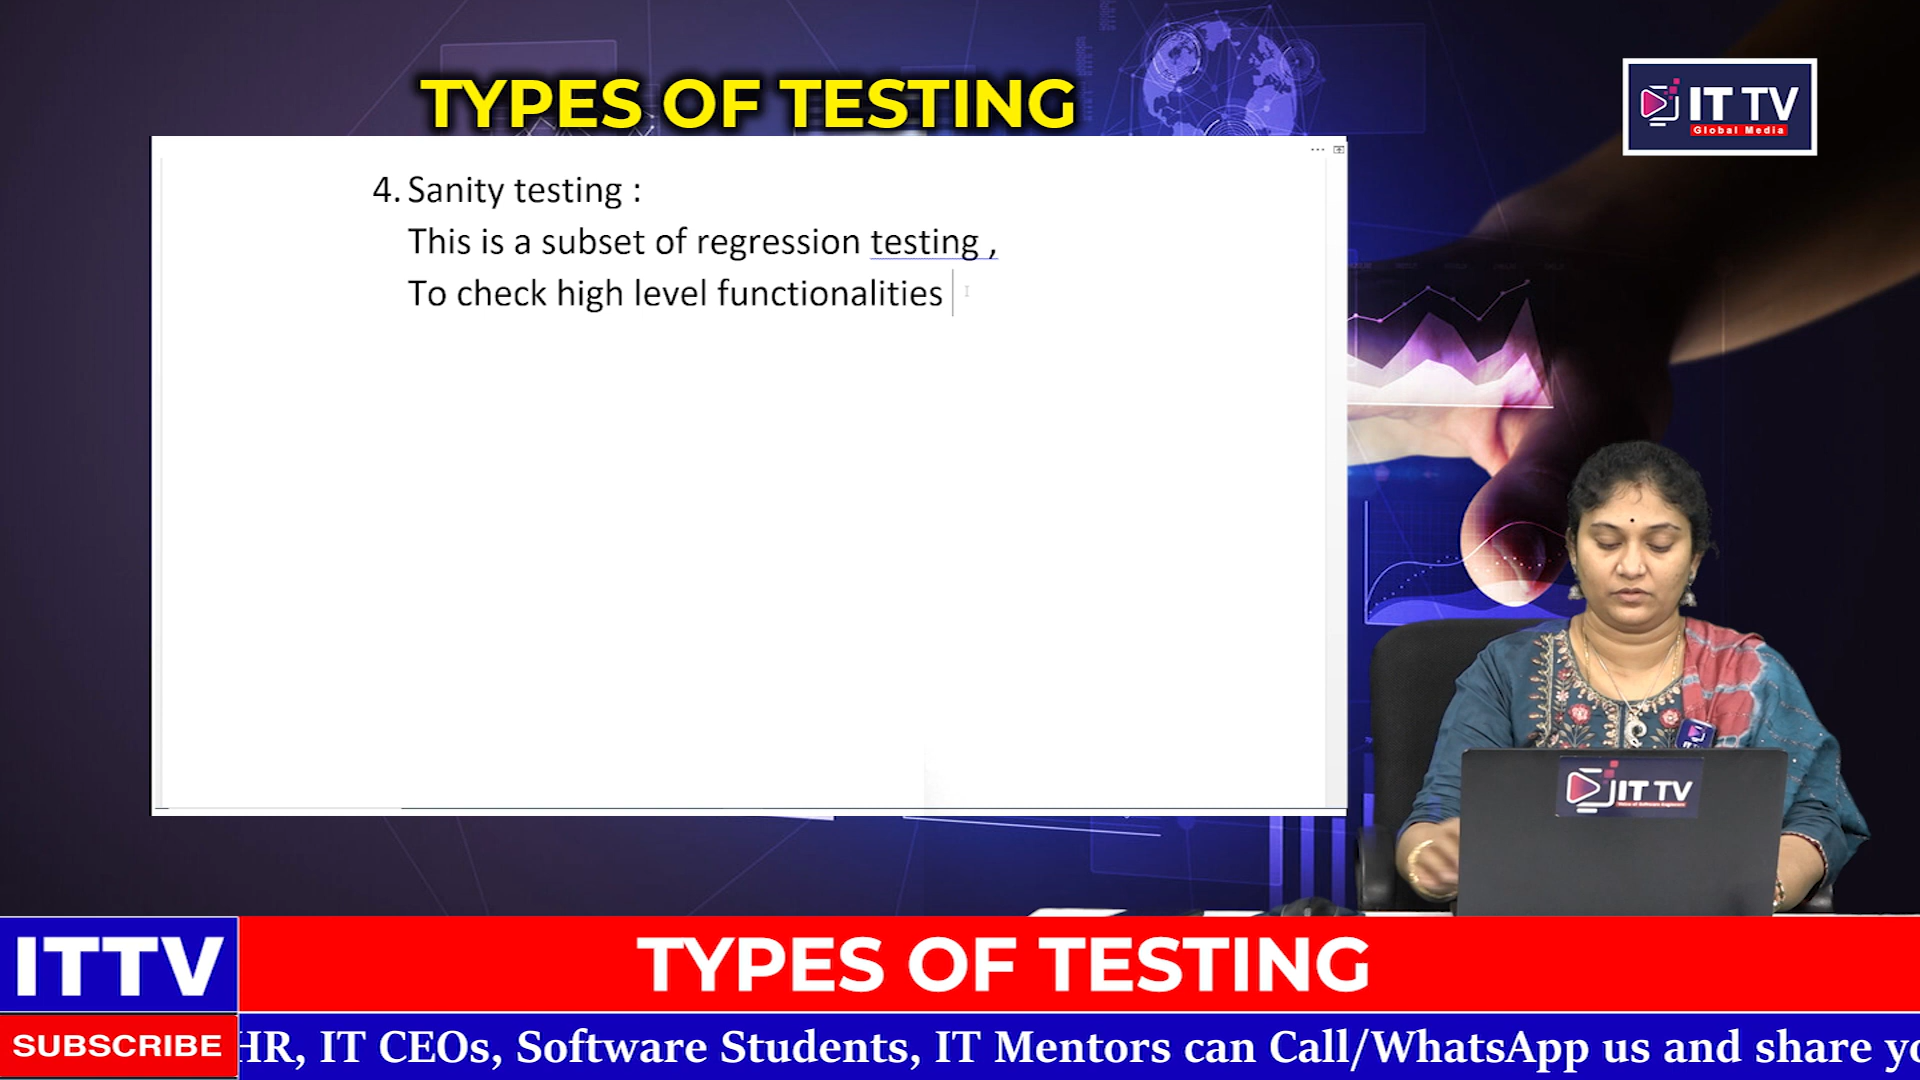 TYPES OF TESTING
IT TV
Global Media
4. Sanity testing :
This is a subset of regression testing ,
To check high level functionalities
IT TV
ITTV
TYPES OF TESTING
SUBSCRIBE
HR, IT CEOs, Software Students, IT Mentors can Call/WhatsApp us and share yo